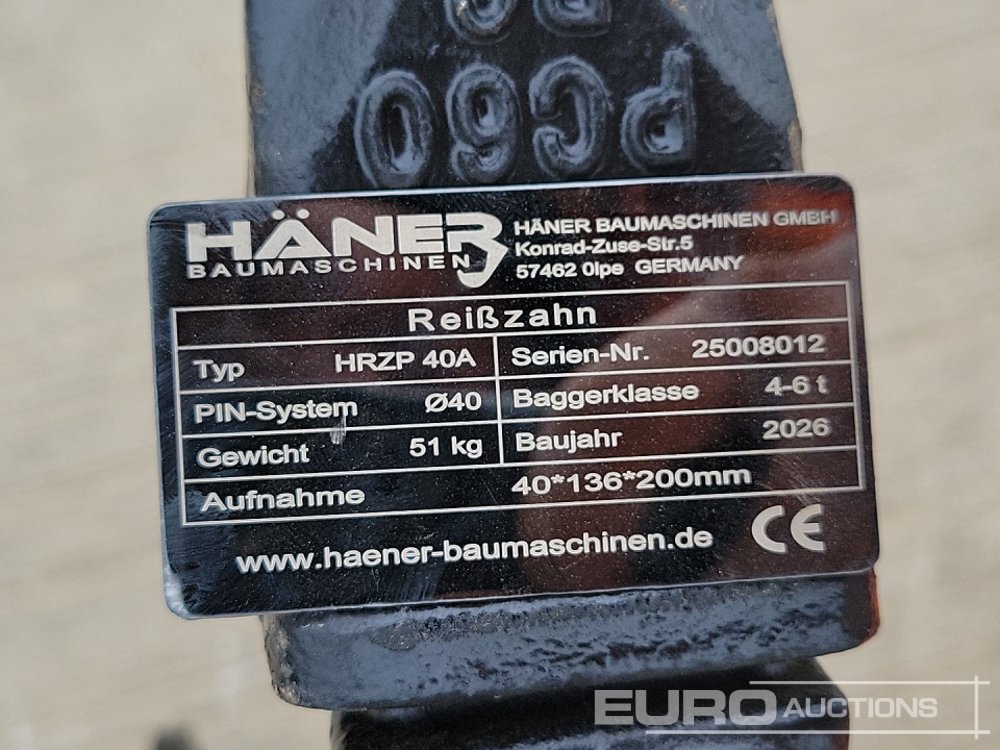 PC60
HÄNER
BAUMASCHINEN
HÄNER BAUMASCHINEN GMBH
Konrad-Zuse-Str.5
57462 Olpe GERMANY
Reißzahn
Typ HRZP 40A
Serien-Nr. 25008012
PIN-System Ø40
Baggerklasse 4-6 t
Gewicht 51 kg
Baujahr 2026
Aufnahme 40*136*200mm
www.haener-baumaschinen.de
CE
EURO AUCTIONS